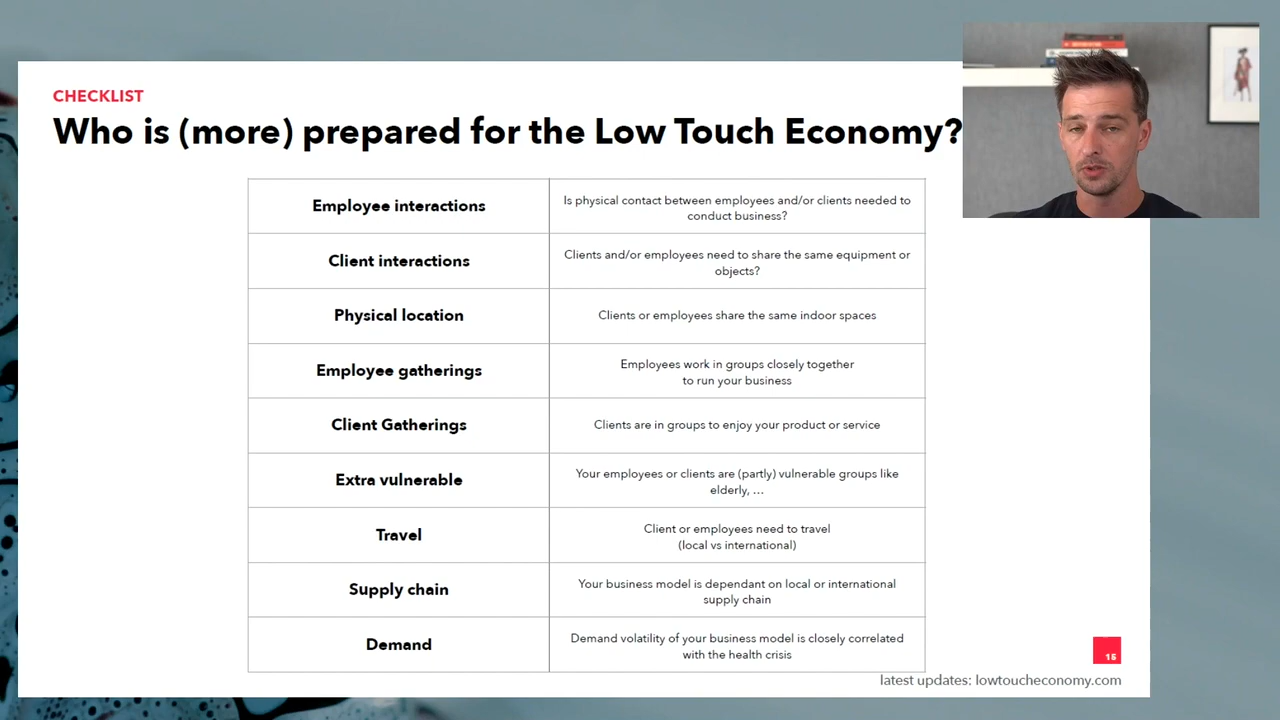 CHECKLIST
Who is (more) prepared for the Low Touch Economy?
Employee interactions
Is physical contact between employees and/or clients needed to
conduct business?
Client interactions
Clients and/or employees need to share the same equipment or
objects?
Physical location
Clients or employees share the same indoor spaces
Employee gatherings
Employees work in groups closely together
to run your business
Client Gatherings
Clients are in groups to enjoy your product or service
Extra vulnerable
Your employees or clients are (partly) vulnerable groups like
elderly, …
Travel
Client or employees need to travel
(local vs international)
Supply chain
Your business model is dependant on local or international
supply chain
Demand
Demand volatility of your business model is closely correlated
with the health crisis
15
latest updates: lowtoucheconomy.com